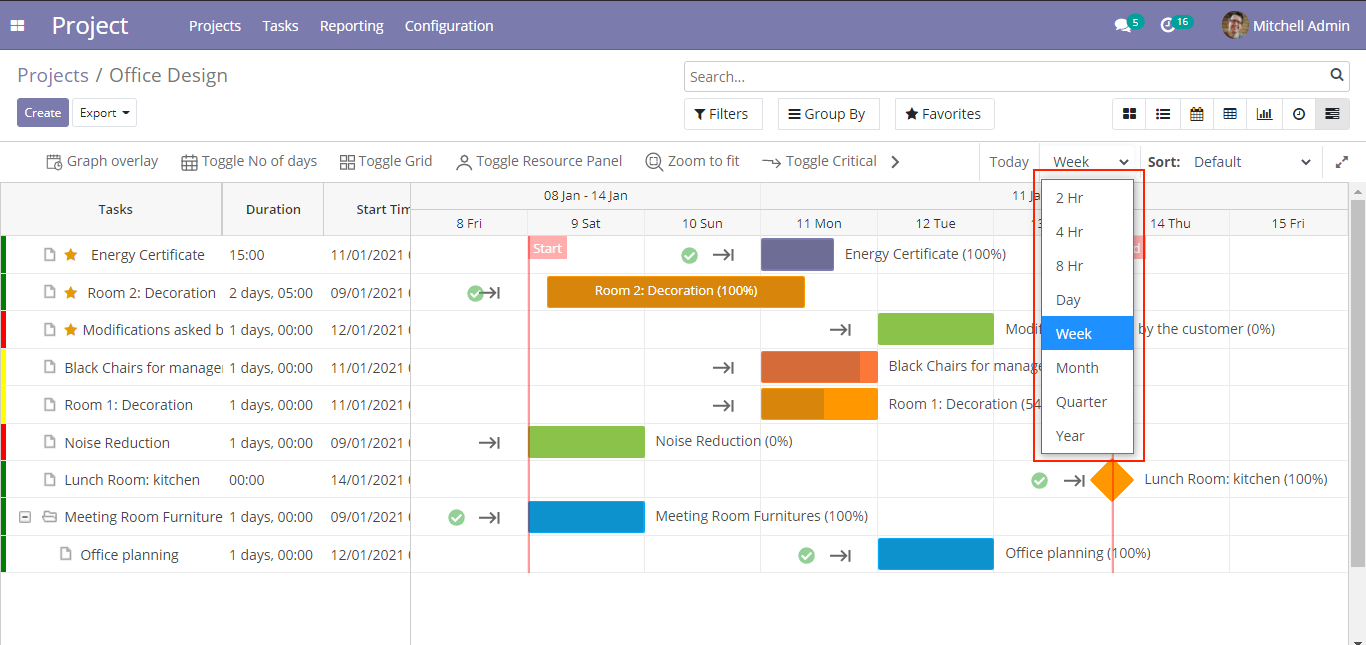 Project Projects Tasks Reporting Configuration 5 16 Mitchell Admin
Projects / Office Design
Search...
Create Export Filters Group By Favorites
Graph overlay Toggle No of days Toggle Grid Toggle Resource Panel Zoom to fit Toggle Critical Today Week Sort: Default
Tasks Duration Start Tim
08 Jan - 14 Jan 11 Ja
8 Fri 9 Sat 10 Sun 11 Mon 12 Tue 13 14 Thu 15 Fri
Start d
2 Hr
4 Hr
8 Hr
Day
Week
Month
Quarter
Year
Energy Certificate 15:00 11/01/2021 Energy Certificate (100%)
Room 2: Decoration 2 days, 05:00 09/01/2021 Room 2: Decoration (100%)
Modifications asked b 1 days, 00:00 12/01/2021 Modif by the customer (0%)
Black Chairs for manager 1 days, 00:00 11/01/2021 Black Chairs for manage
Room 1: Decoration 1 days, 00:00 11/01/2021 Room 1: Decoration (54
Noise Reduction 1 days, 00:00 09/01/2021 Noise Reduction (0%)
Lunch Room: kitchen 00:00 14/01/2021 Lunch Room: kitchen (100%)
Meeting Room Furniture 1 days, 00:00 09/01/2021 Meeting Room Furnitures (100%)
Office planning 1 days, 00:00 12/01/2021 Office planning (100%)